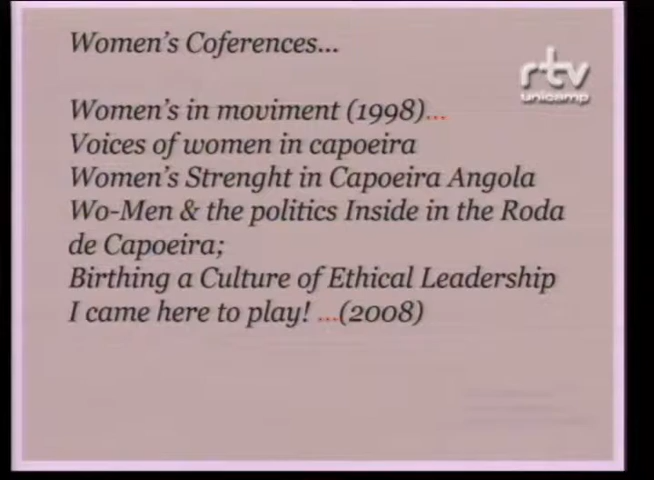 Women's Coferences...
rtv
unicamp
Women's in moviment (1998)...
Voices of women in capoeira
Women's Strenght in Capoeira Angola
Wo-Men & the politics Inside in the Roda
de Capoeira;
Birthing a Culture of Ethical Leadership
I came here to play! ...(2008)